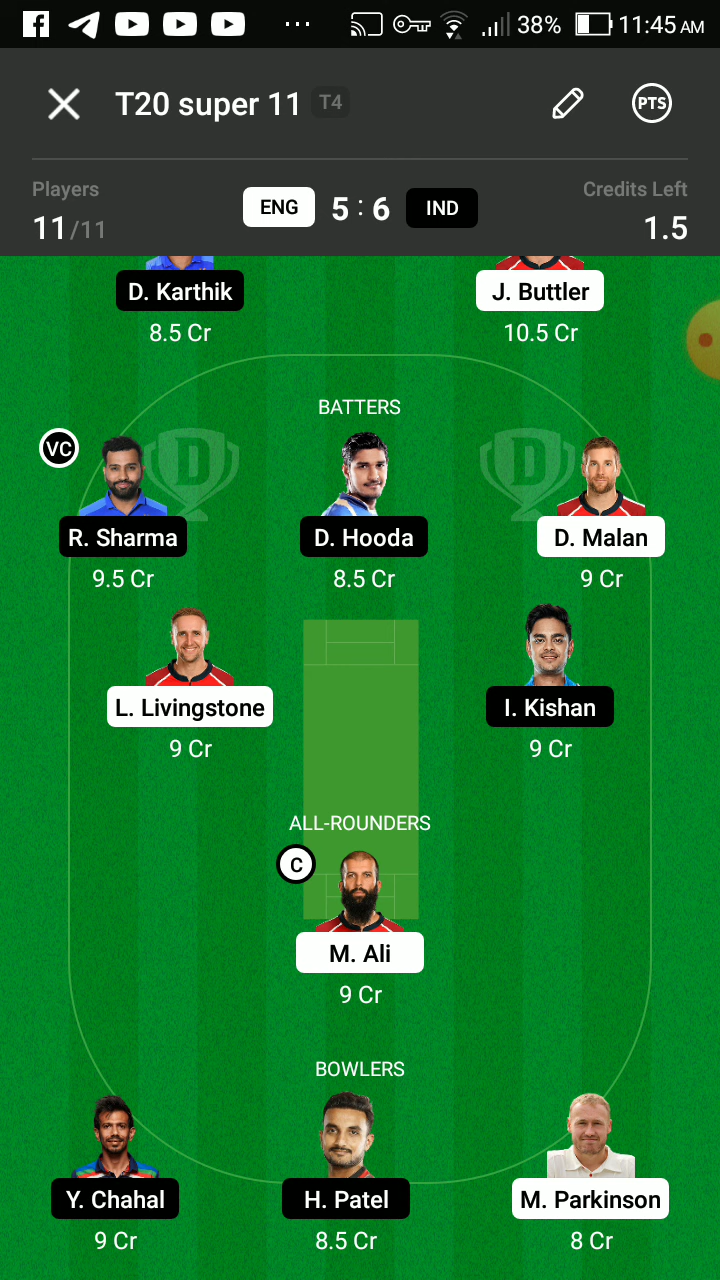 38% 11:45 AM
T20 super 11 T4 PTS
Players
11/11
ENG 5 : 6 IND
Credits Left
1.5
D. Karthik J. Buttler
8.5 Cr 10.5 Cr
BATTERS
VC
D D
R. Sharma D. Hooda D. Malan
9.5 Cr 8.5 Cr 9 Cr
L. Livingstone I. Kishan
9 Cr 9 Cr
ALL-ROUNDERS
C
M. Ali
9 Cr
BOWLERS
Y. Chahal H. Patel M. Parkinson
9 Cr 8.5 Cr 8 Cr